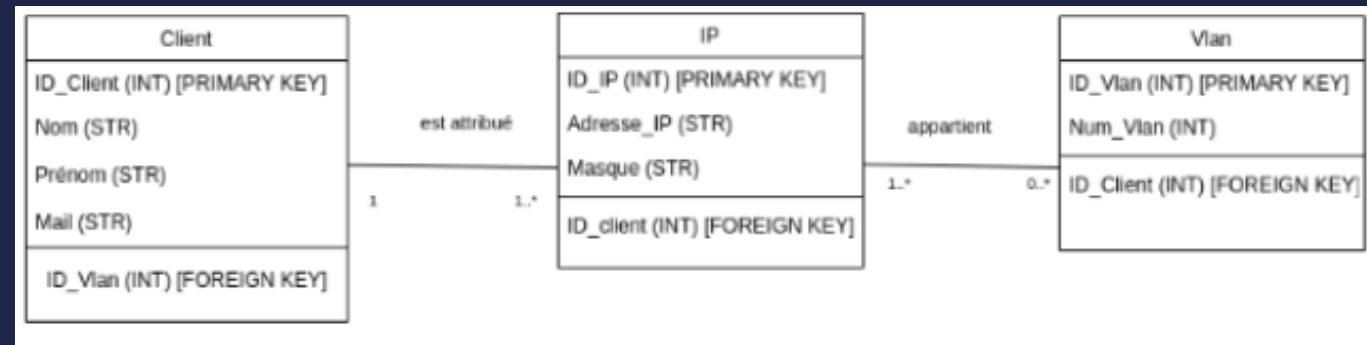 Client
ID_Client (INT) [PRIMARY KEY]
Nom (STR)
Prénom (STR)
Mail (STR)
ID_Vlan (INT) [FOREIGN KEY]
est attribué
1
1..*
IP
ID_IP (INT) [PRIMARY KEY]
Adresse_IP (STR)
Masque (STR)
ID_client (INT) [FOREIGN KEY]
appartient
1..*
0..*
Vlan
ID_Vlan (INT) [PRIMARY KEY]
Num_Vlan (INT)
ID_Client (INT) [FOREIGN KEY]